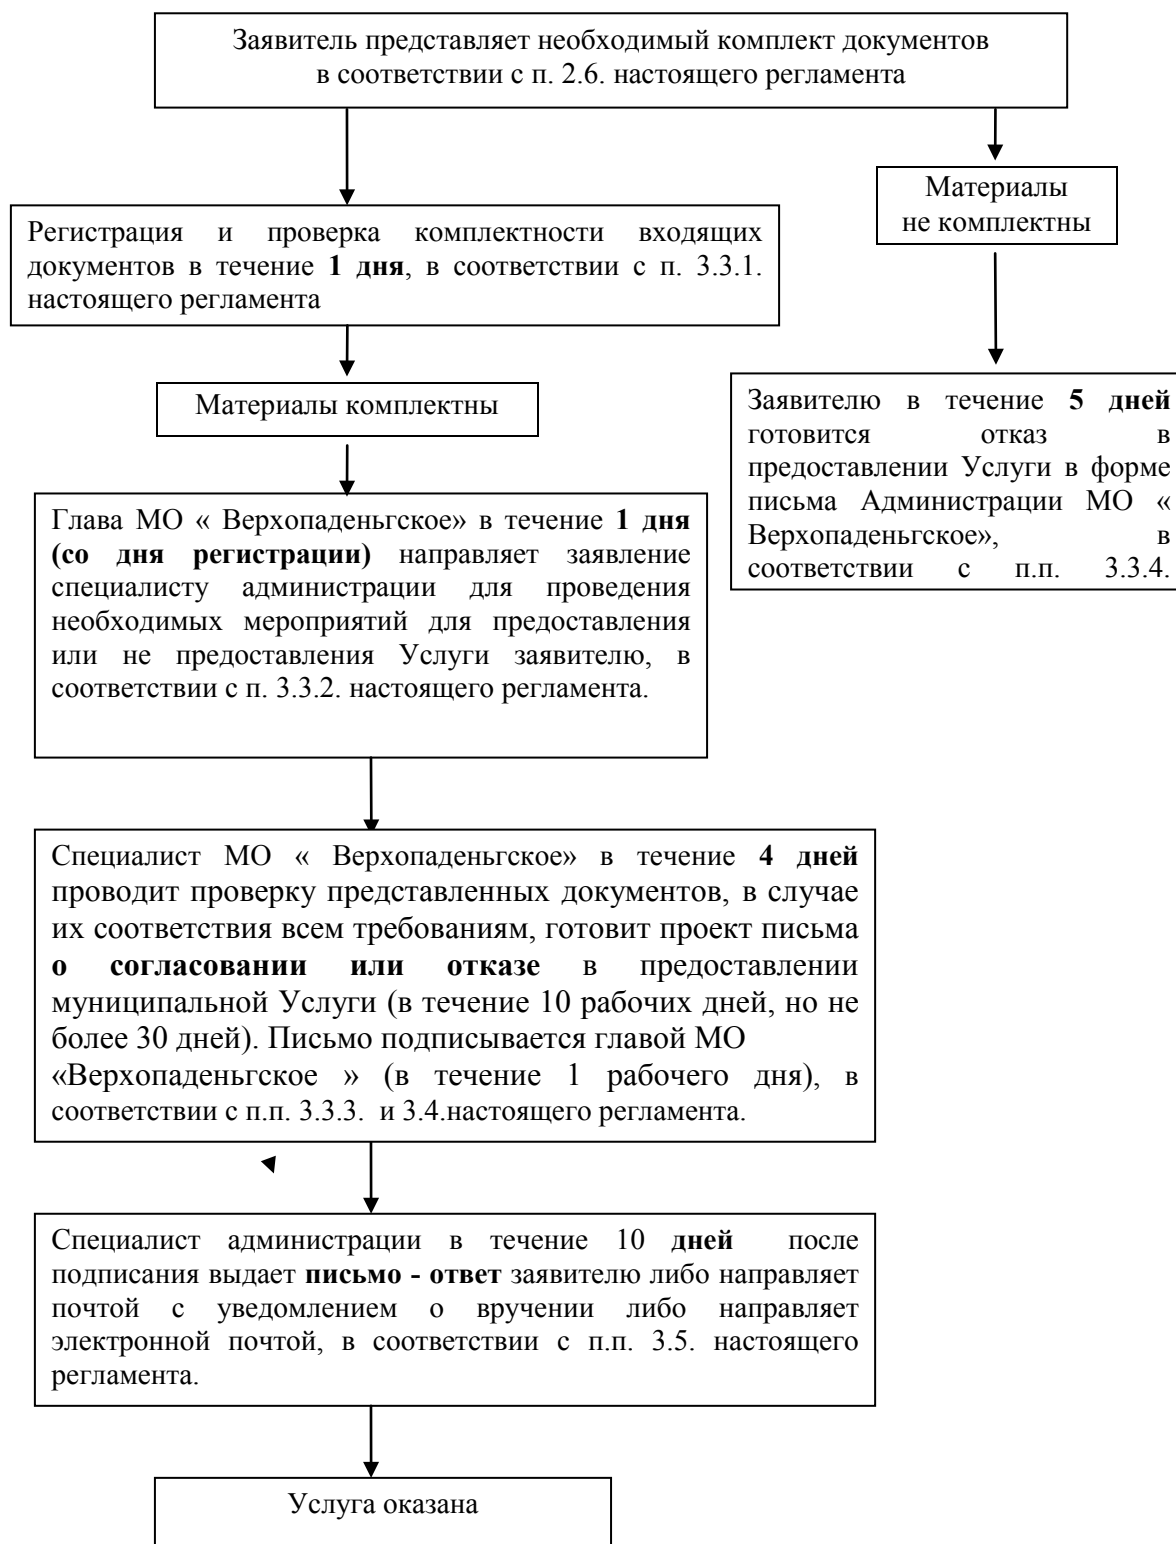 Заявитель представляет необходимый комплект документов
в соответствии с п. 2.6. настоящего регламента
Материалы
не комплектны
Регистрация и проверка комплектности входящих
документов в течение 1 дня, в соответствии с п. 3.3.1.
настоящего регламента
Материалы комплектны
Заявителю в течение 5 дней
готовится отказ в
предоставлении Услуги в форме
письма Администрации МО «
Верхопаденьгское», в
соответствии с п.п. 3.3.4.
Глава МО « Верхопаденьгское» в течение 1 дня
(со дня регистрации) направляет заявление
специалисту администрации для проведения
необходимых мероприятий для предоставления
или не предоставления Услуги заявителю, в
соответствии с п. 3.3.2. настоящего регламента.
Специалист МО « Верхопаденьгское» в течение 4 дней
проводит проверку представленных документов, в случае
их соответствия всем требованиям, готовит проект письма
о согласовании или отказе в предоставлении
муниципальной Услуги (в течение 10 рабочих дней, но не
более 30 дней). Письмо подписывается главой МО
«Верхопаденьгское » (в течение 1 рабочего дня), в
соответствии с п.п. 3.3.3. и 3.4.настоящего регламента.
Специалист администрации в течение 10 дней после
подписания выдает письмо - ответ заявителю либо направляет
почтой с уведомлением о вручении либо направляет
электронной почтой, в соответствии с п.п. 3.5. настоящего
регламента.
Услуга оказана